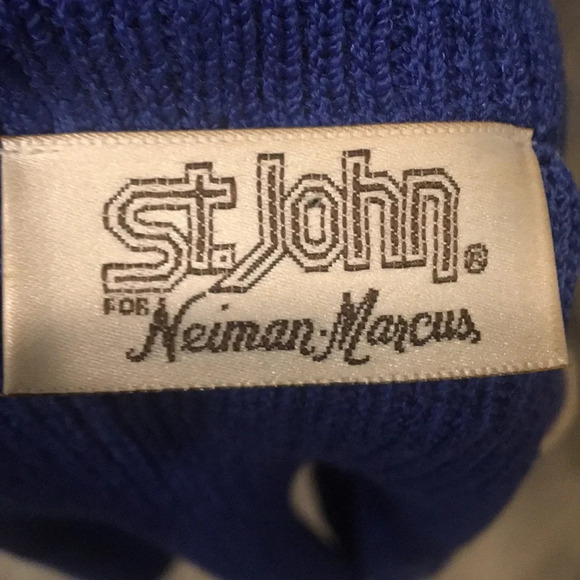 St. John®
FOR
Neiman-Marcus